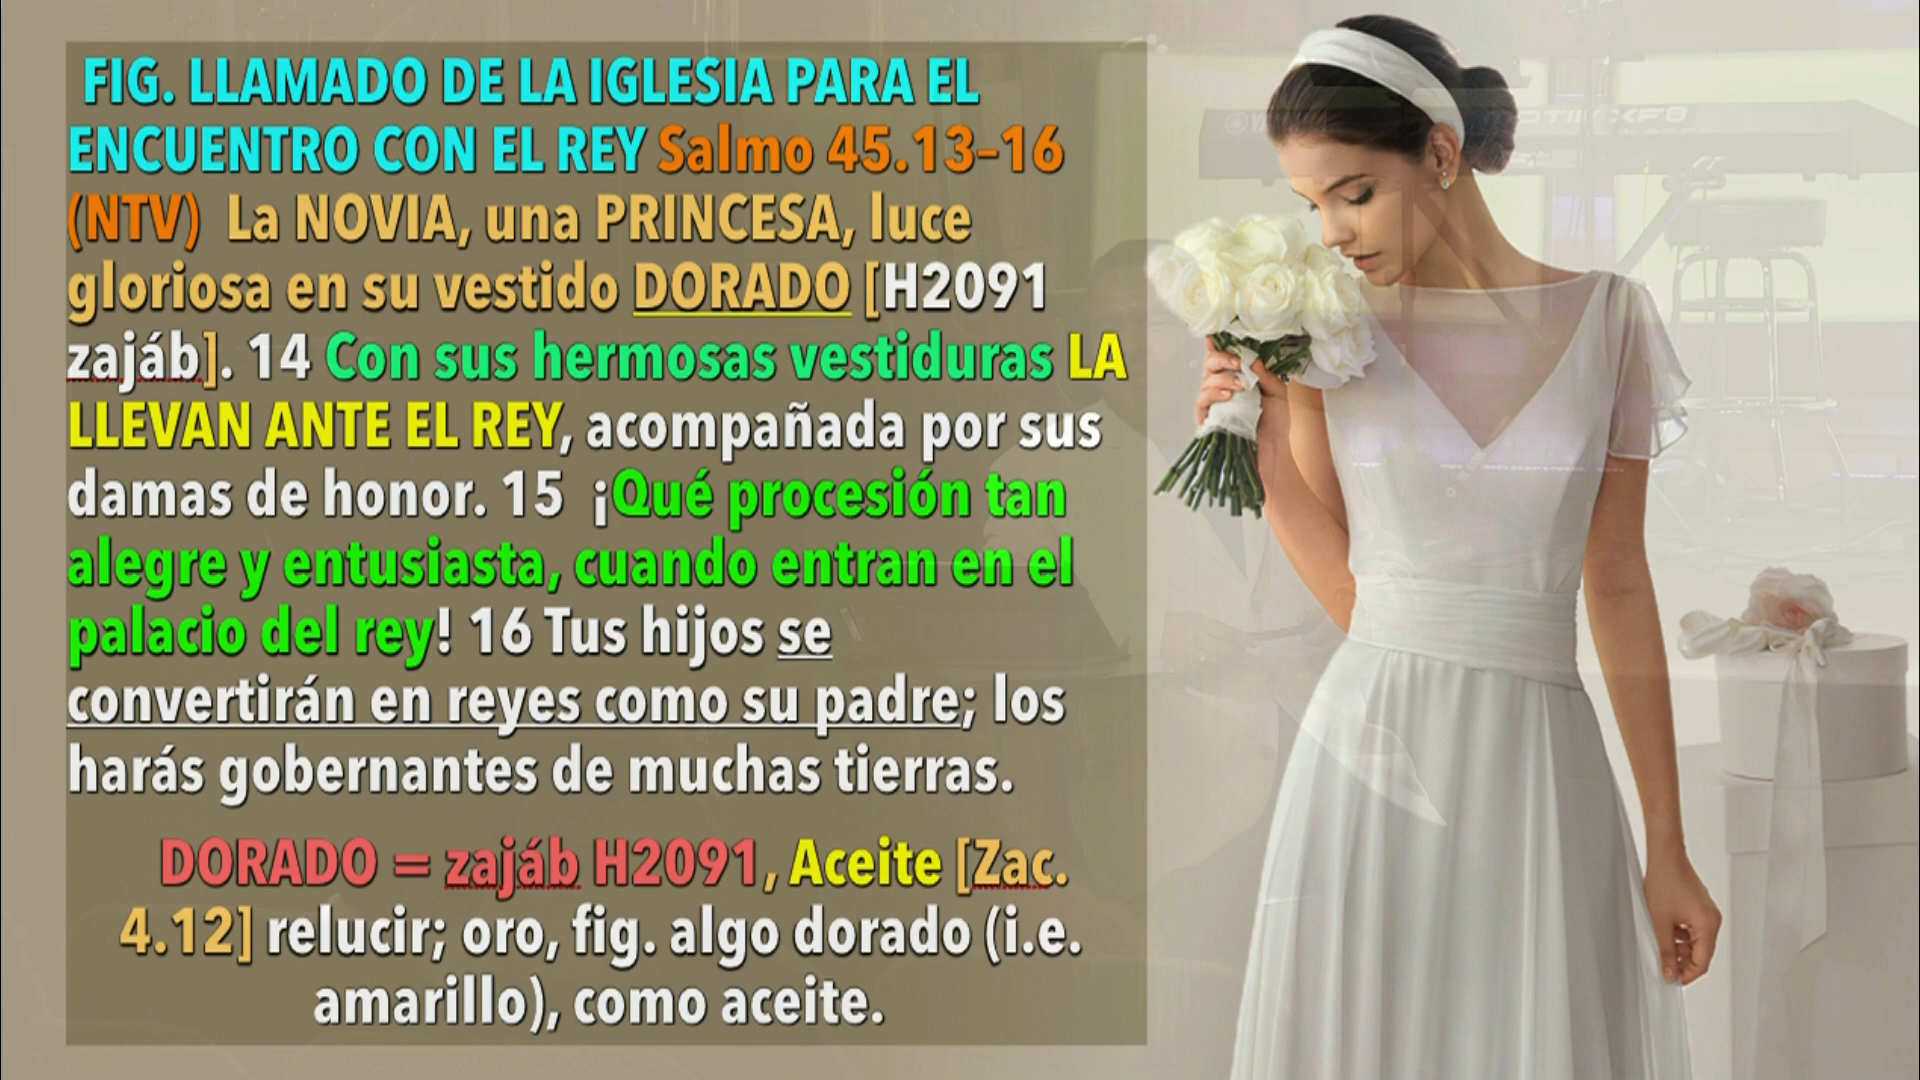 FIG. LLAMADO DE LA IGLESIA PARA EL
ENCUENTRO CON EL REY Salmo 45.13-16
(NTV) La NOVIA, una PRINCESA, luce
gloriosa en su vestido DORADO [H2091
zajáb]. 14 Con sus hermosas vestiduras LA
LLEVAN ANTE EL REY, acompañada por sus
damas de honor. 15 ¡Qué procesión tan
alegre y entusiasta, cuando entran en el
palacio del rey! 16 Tus hijos se
convertirán en reyes como su padre; los
harás gobernantes de muchas tierras.
DORADO = zajáb H2091, Aceite [Zac.
4.12] relucir; oro, fig. algo dorado (i.e.
amarillo), como aceite.